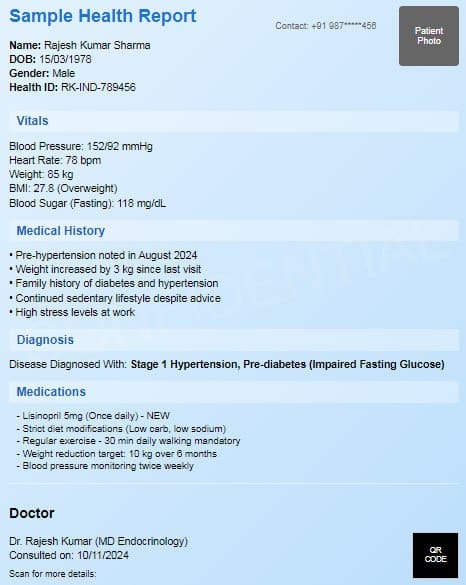 Sample Health Report
Contact: +91 987*****456
Patient
Photo
Name: Rajesh Kumar Sharma
DOB: 15/03/1978
Gender: Male
Health ID: RK-IND-789456
Vitals
Blood Pressure: 152/92 mmHg
Heart Rate: 78 bpm
Weight: 85 kg
BMI: 27.8 (Overweight)
Blood Sugar (Fasting): 118 mg/dL
Medical History
• Pre-hypertension noted in August 2024
• Weight increased by 3 kg since last visit
• Family history of diabetes and hypertension
• Continued sedentary lifestyle despite advice
• High stress levels at work
CONFIDENTIAL
Diagnosis
Disease Diagnosed With: Stage 1 Hypertension, Pre-diabetes (Impaired Fasting Glucose)
Medications
- Lisinopril 5mg (Once daily) - NEW
- Strict diet modifications (Low carb, low sodium)
- Regular exercise - 30 min daily walking mandatory
- Weight reduction target: 10 kg over 6 months
- Blood pressure monitoring twice weekly
Doctor
Dr. Rajesh Kumar (MD Endocrinology)
Consulted on: 10/11/2024
Scan for more details:
QR
CODE